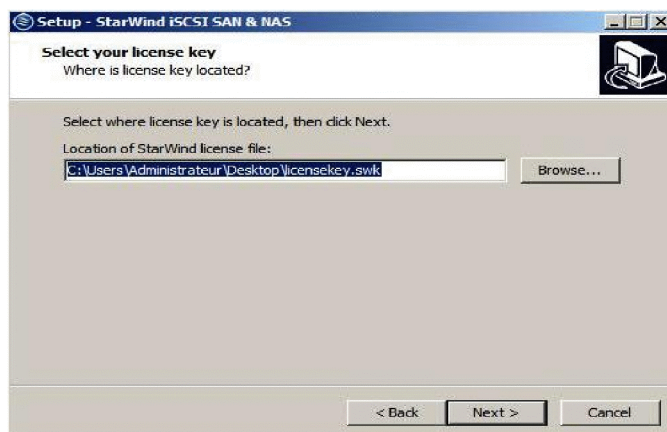 Setup - StarWind iSCSI SAN & NAS
Select your license key
Where is license key located?
Select where license key is located, then click Next.
Location of StarWind license file:
C:\Users\Administrateur\Desktop\licensekey.swk
Browse...
< Back
Next >
Cancel